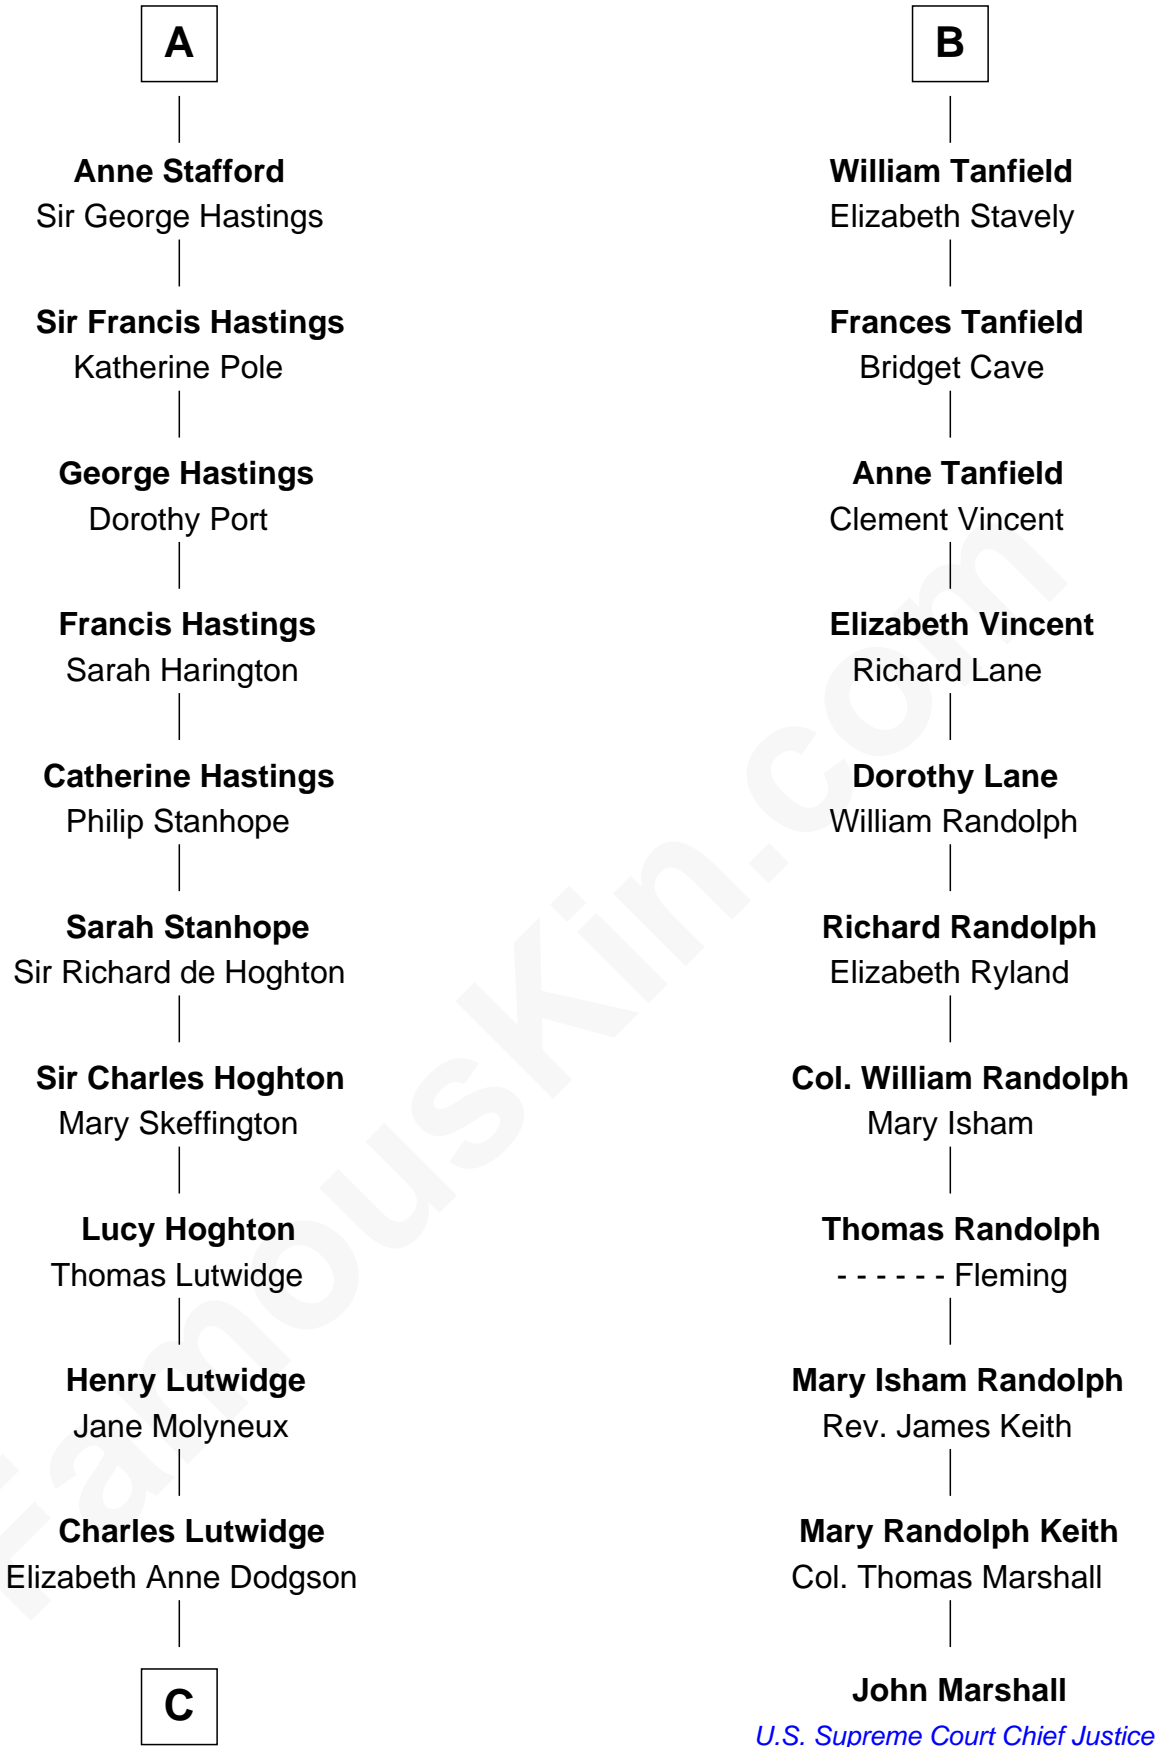 A
Anne Stafford
Sir George Hastings
Sir Francis Hastings
Katherine Pole
George Hastings
Dorothy Port
Francis Hastings
Sarah Harington
Catherine Hastings
Philip Stanhope
Sarah Stanhope
Sir Richard de Hoghton
Sir Charles Hoghton
Mary Skeffington
Lucy Hoghton
Thomas Lutwidge
Henry Lutwidge
Jane Molyneux
Charles Lutwidge
Elizabeth Anne Dodgson
C
B
William Tanfield
Elizabeth Stavely
Frances Tanfield
Bridget Cave
Anne Tanfield
Clement Vincent
Elizabeth Vincent
Richard Lane
Dorothy Lane
William Randolph
Richard Randolph
Elizabeth Ryland
Col. William Randolph
Mary Isham
Thomas Randolph
- - - - - - Fleming
Mary Isham Randolph
Rev. James Keith
Mary Randolph Keith
Col. Thomas Marshall
John Marshall
U.S. Supreme Court Chief Justice
FamousKin.com